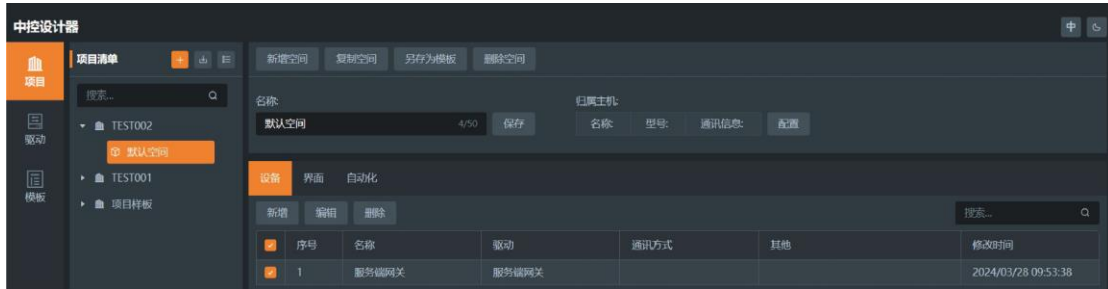 中控设计器
中
项目
驱动
模板
项目清单
搜索...
TEST002
默认空间
TEST001
项目样板
新增空间 复制空间 另存为模板 删除空间
名称:
默认空间 4/50 保存
归属主机:
名称: 型号: 通讯信息: 配置
设备 界面 自动化
新增 编辑 删除 搜索...
序号 名称 驱动 通讯方式 其他 修改时间
1 服务端网关 服务端网关 2024/03/28 09:53:38